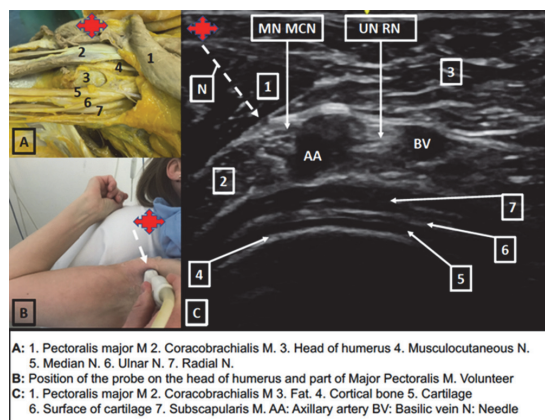 2
1
4
3
5
6
7
A
B
MN MCN
UN RN
N
1
3
AA
BV
2
7
6
4
5
C
A: 1. Pectoralis major M 2. Coracobrachialis M. 3. Head of humerus 4. Musculocutaneous N.
5. Median N. 6. Ulnar N. 7. Radial N.
B: Position of the probe on the head of humerus and part of Major Pectoralis M. Volunteer
C: 1. Pectoralis major M 2. Coracobrachialis M 3. Fat. 4. Cortical bone 5. Cartilage
6. Surface of cartilage 7. Subscapularis M. AA: Axillary artery BV: Basilic vein N: Needle